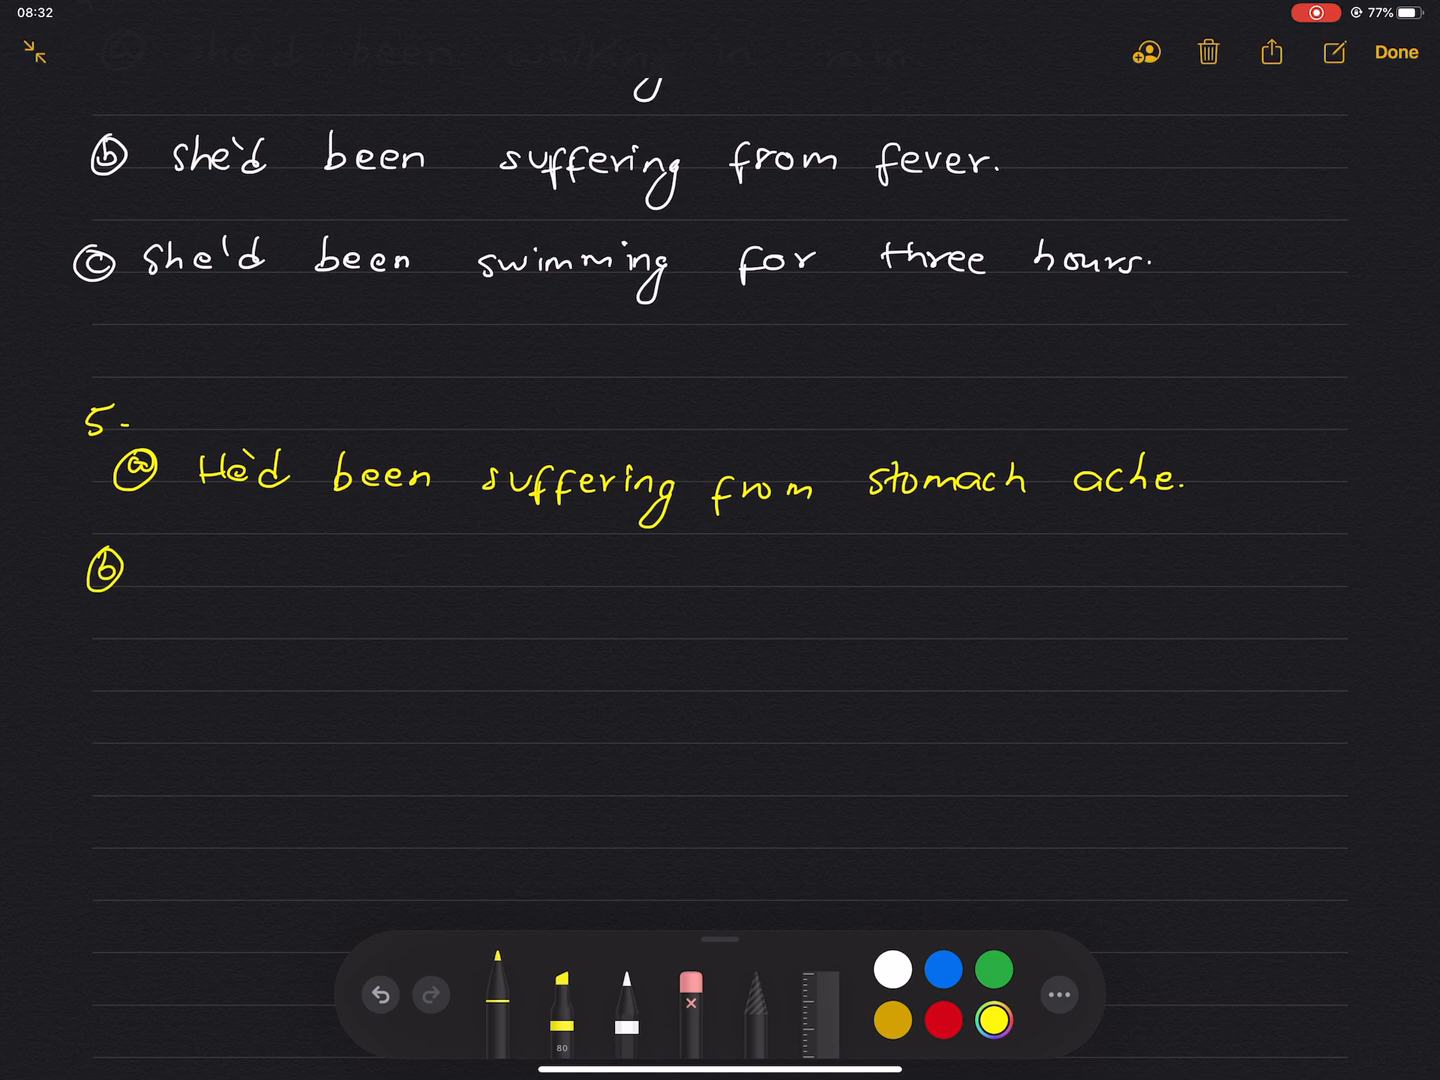 08:32
77%
Done
ⓑ she'd been suffering from fever.
ⓒ she'd been swimming for three hours.
5-
ⓐ He'd been suffering from stomach ache.
ⓑ
80